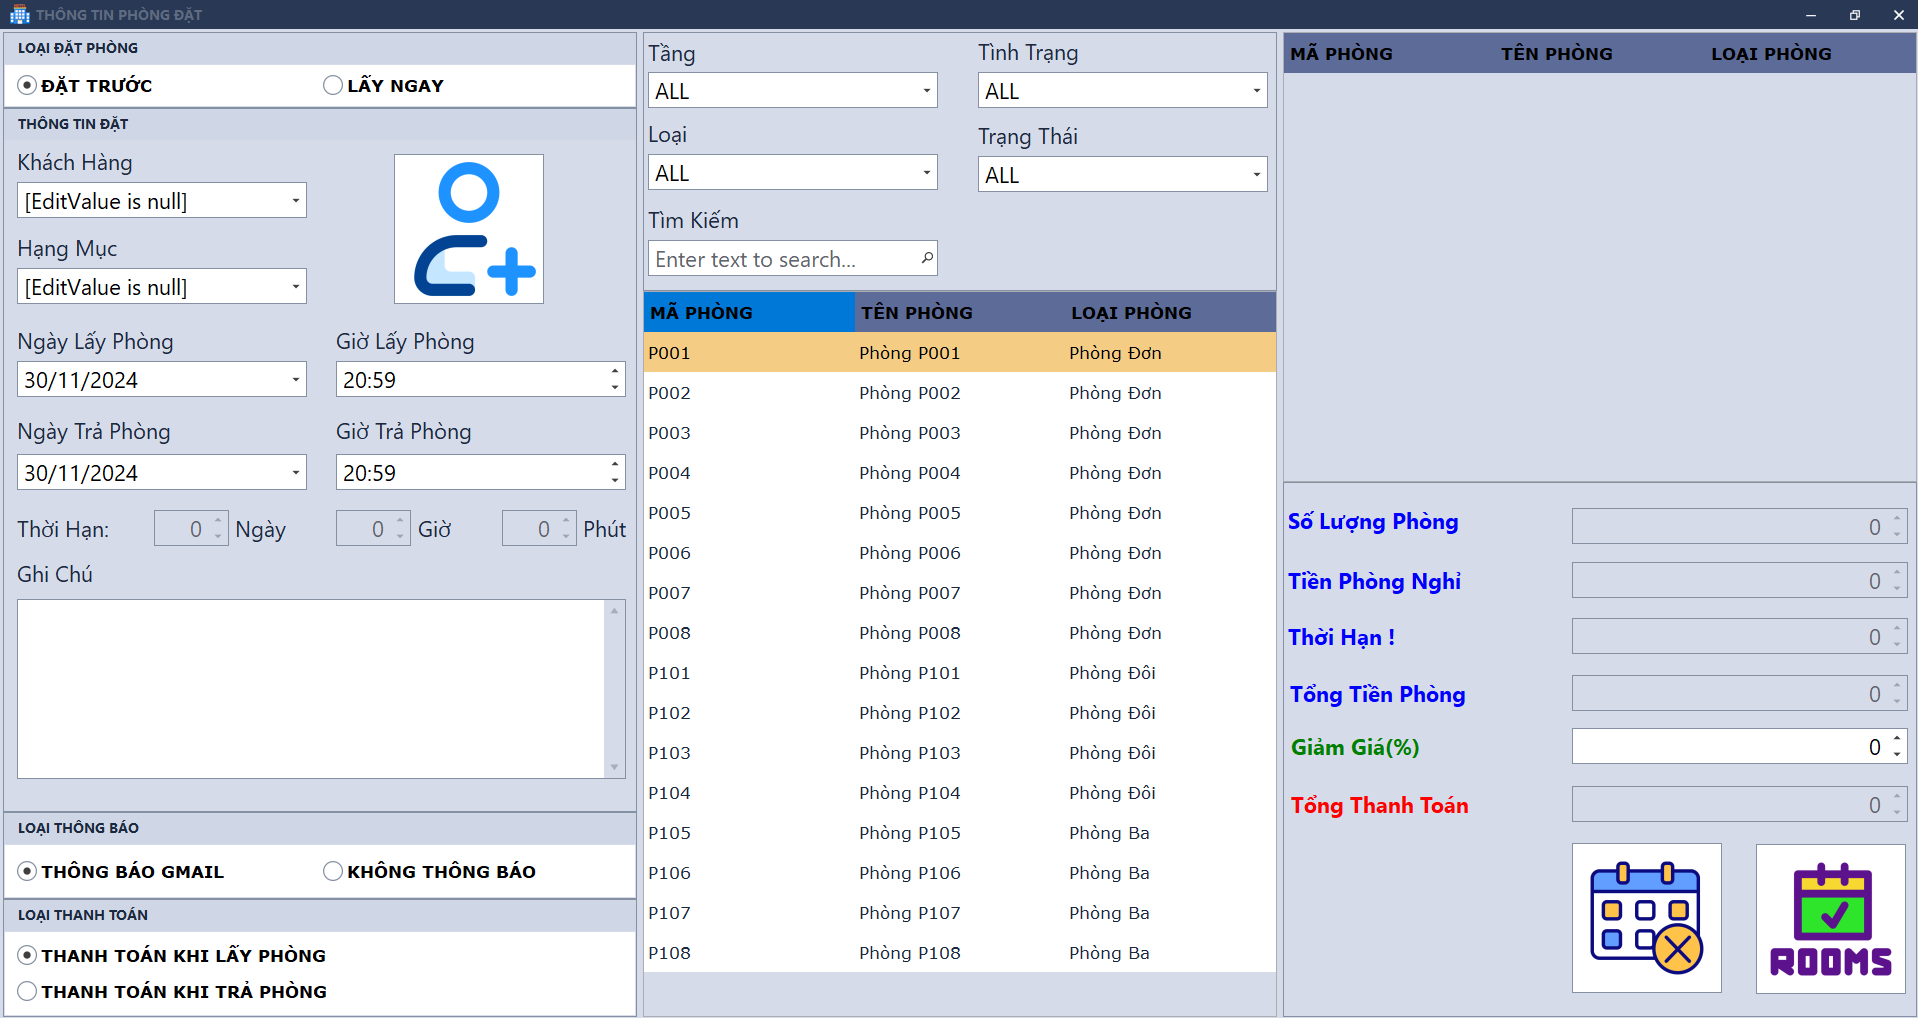 THÔNG TIN PHÒNG ĐẶT
LOẠI ĐẶT PHÒNG
ĐẶT TRƯỚC
LẤY NGAY
THÔNG TIN ĐẶT
Khách Hàng
[EditValue is null]
Hạng Mục
[EditValue is null]
Ngày Lấy Phòng
Giờ Lấy Phòng
30/11/2024
20:59
Ngày Trả Phòng
Giờ Trả Phòng
30/11/2024
20:59
Thời Hạn: 0 Ngày 0 Giờ 0 Phút
Ghi Chú
LOẠI THÔNG BÁO
THÔNG BÁO GMAIL
KHÔNG THÔNG BÁO
LOẠI THANH TOÁN
THANH TOÁN KHI LẤY PHÒNG
THANH TOÁN KHI TRẢ PHÒNG
Tầng
Tình Trạng
ALL
ALL
Loại
Trạng Thái
ALL
ALL
Tìm Kiếm
Enter text to search...
MÃ PHÒNG TÊN PHÒNG LOẠI PHÒNG
P001 Phòng P001 Phòng Đơn
P002 Phòng P002 Phòng Đơn
P003 Phòng P003 Phòng Đơn
P004 Phòng P004 Phòng Đơn
P005 Phòng P005 Phòng Đơn
P006 Phòng P006 Phòng Đơn
P007 Phòng P007 Phòng Đơn
P008 Phòng P008 Phòng Đơn
P101 Phòng P101 Phòng Đôi
P102 Phòng P102 Phòng Đôi
P103 Phòng P103 Phòng Đôi
P104 Phòng P104 Phòng Đôi
P105 Phòng P105 Phòng Ba
P106 Phòng P106 Phòng Ba
P107 Phòng P107 Phòng Ba
P108 Phòng P108 Phòng Ba
MÃ PHÒNG TÊN PHÒNG LOẠI PHÒNG
Số Lượng Phòng 0
Tiền Phòng Nghỉ 0
Thời Hạn ! 0
Tổng Tiền Phòng 0
Giảm Giá(%) 0
Tổng Thanh Toán 0
ROOMS